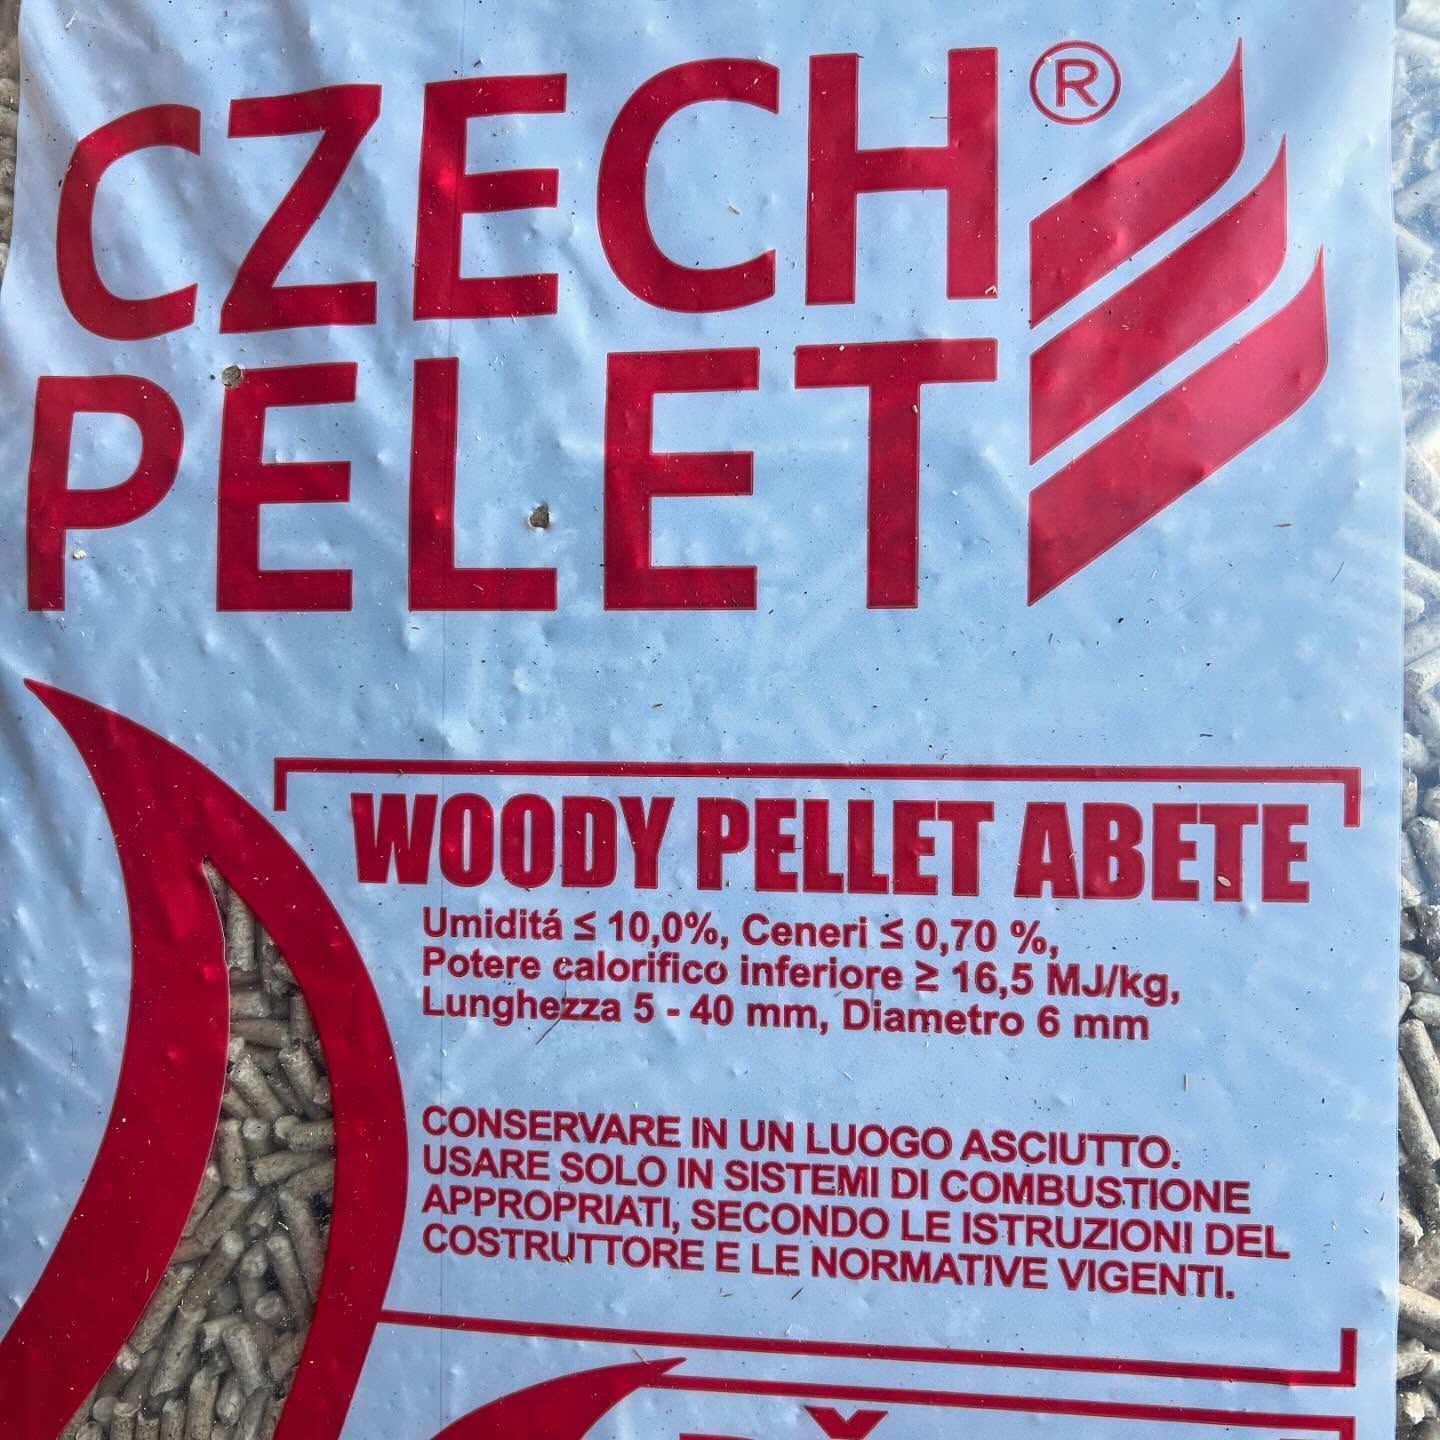 CZECH®
PELET
WOODY PELLET ABETE
Umiditá ≤ 10,0%, Ceneri ≤ 0,70 %,
Potere calorifico inferiore ≥ 16,5 MJ/kg,
Lunghezza 5 - 40 mm, Diametro 6 mm
CONSERVARE IN UN LUOGO ASCIUTTO.
USARE SOLO IN SISTEMI DI COMBUSTIONE
APPROPRIATI, SECONDO LE ISTRUZIONI DEL
COSTRUTTORE E LE NORMATIVE VIGENTI.